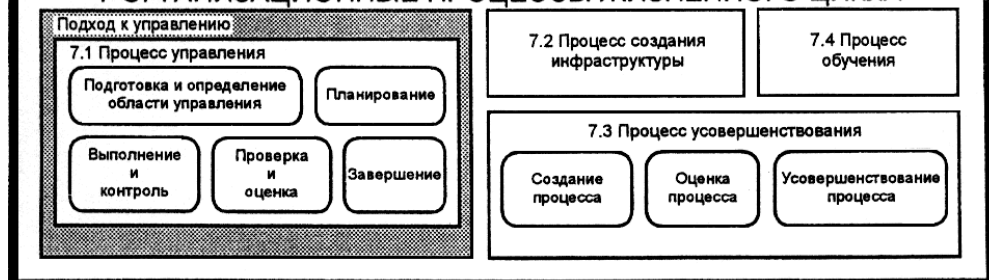 Подход к управлению
7.1 Процесс управления
Подготовка и определение
области управления
Планирование
Выполнение
и
контроль
Проверка
и
оценка
Завершение
7.2 Процесс создания
инфраструктуры
7.4 Процесс
обучения
7.3 Процесс усовершенствования
Создание
процесса
Оценка
процесса
Усовершенствование
процесса